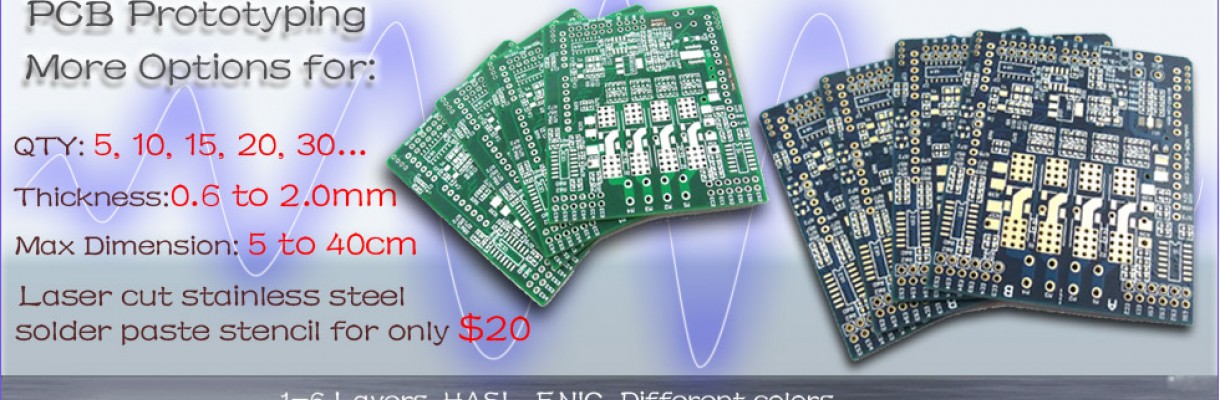 PCB Prototyping
More Options for:
QTY: 5, 10, 15, 20, 30...
Thickness:0.6 to 2.0mm
Max Dimension: 5 to 40cm
Laser cut stainless steel
solder paste stencil for only $20
1-6 Layers, HASL, ENIG, Different colors